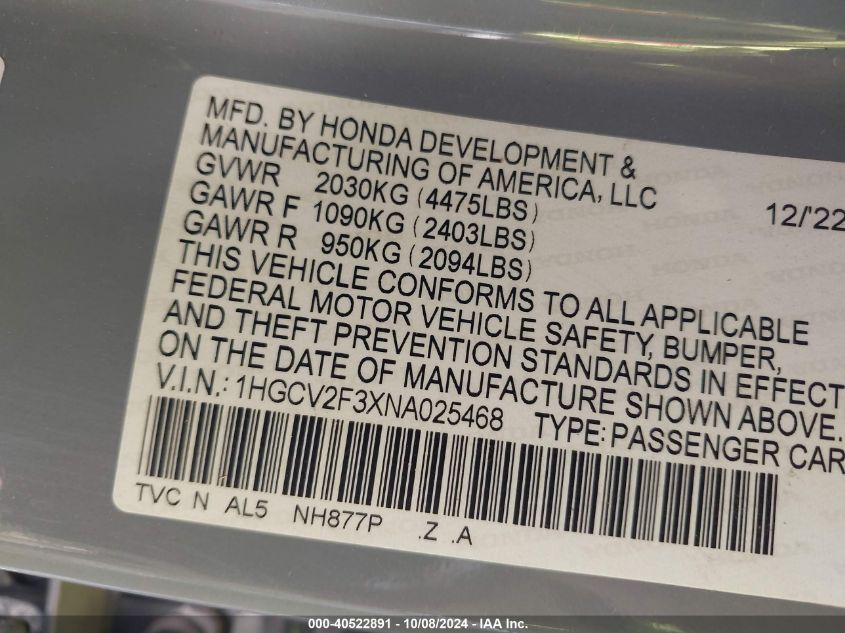 MFD. BY HONDA DEVELOPMENT &
MANUFACTURING OF AMERICA, LLC
GVWR 2030KG (4475LBS) 12/'22
GAWR F 1090KG (2403LBS)
GAWR R 950KG (2094LBS)
THIS VEHICLE CONFORMS TO ALL APPLICABLE
FEDERAL MOTOR VEHICLE SAFETY, BUMPER,
AND THEFT PREVENTION STANDARDS IN EFFECT
ON THE DATE OF MANUFACTURE SHOWN ABOVE.
V.I.N.: 1HGCV2F3XNA025468 TYPE: PASSENGER CAR
TVC N AL5 NH877P .Z .A
000-40522891 - 10/08/2024 - IAA Inc.